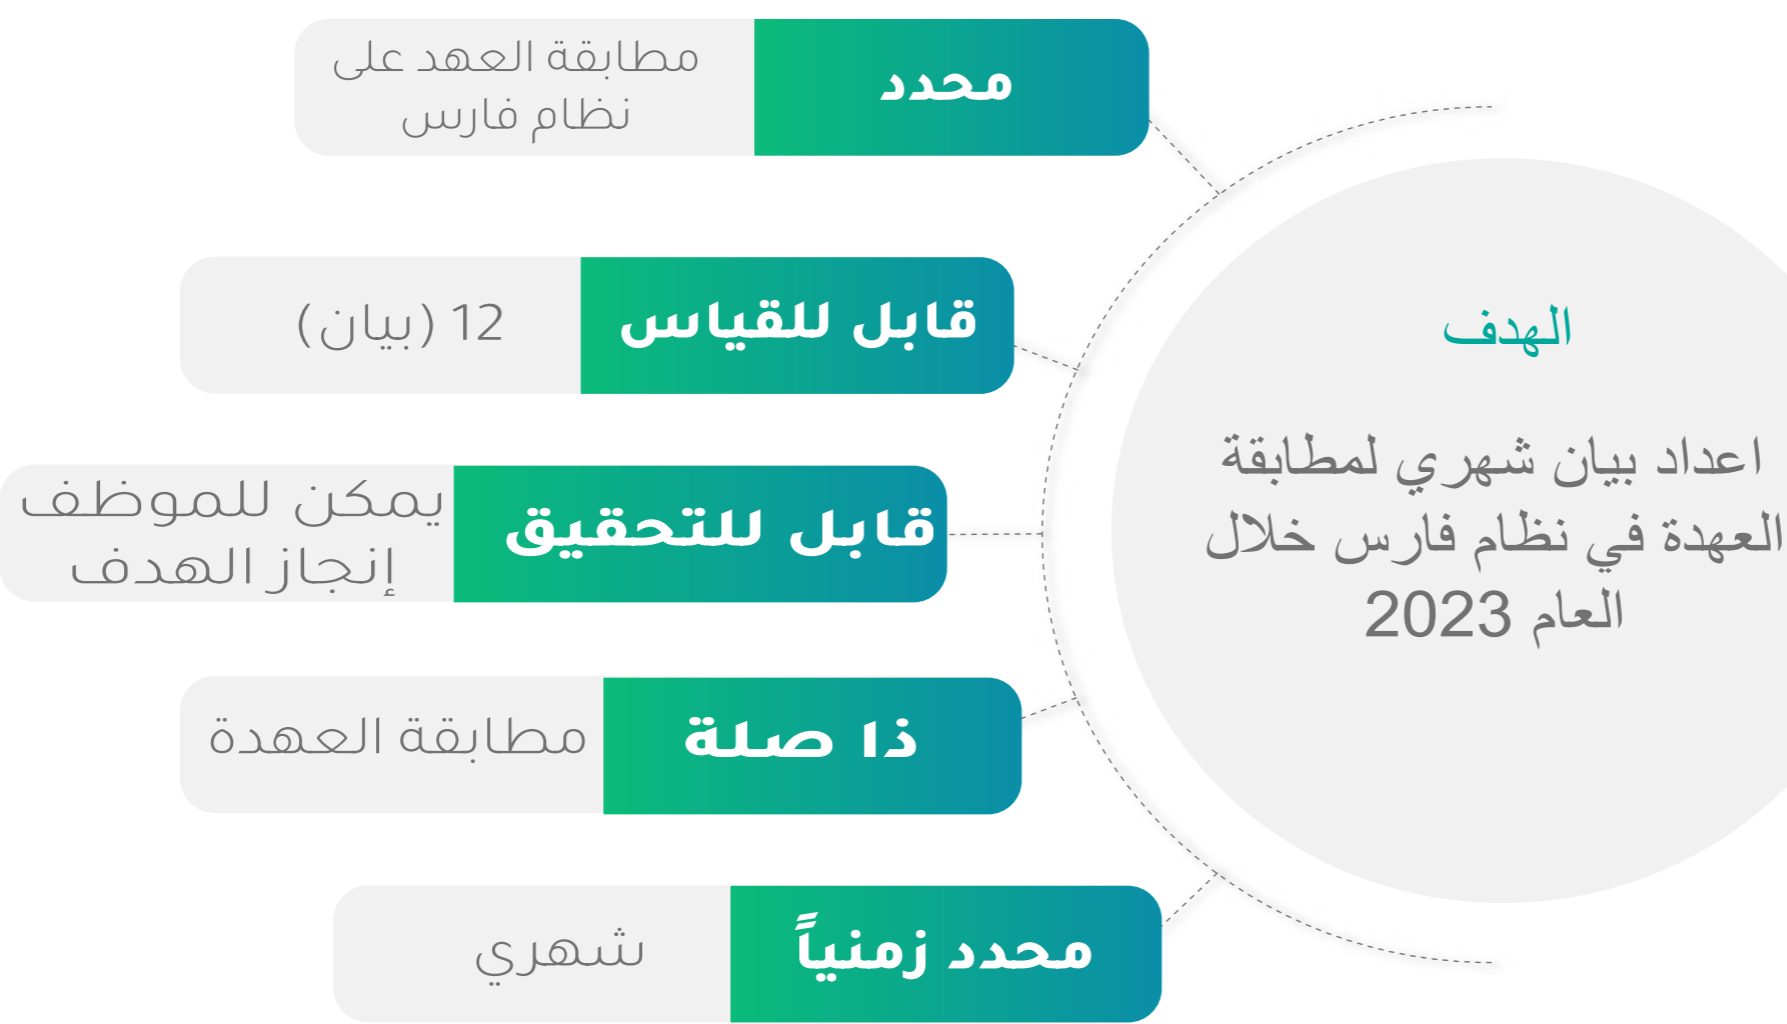 الهدف
اعداد بيان شهري لمطابقة
العهدة في نظام فارس خلال
العام 2023
محدد
مطابقة العهد على
نظام فارس
قابل للقياس
12 (بيان)
قابل للتحقيق
يمكن للموظف
إنجاز الهدف
ذا صلة
مطابقة العهدة
محدد زمنياً
شهري